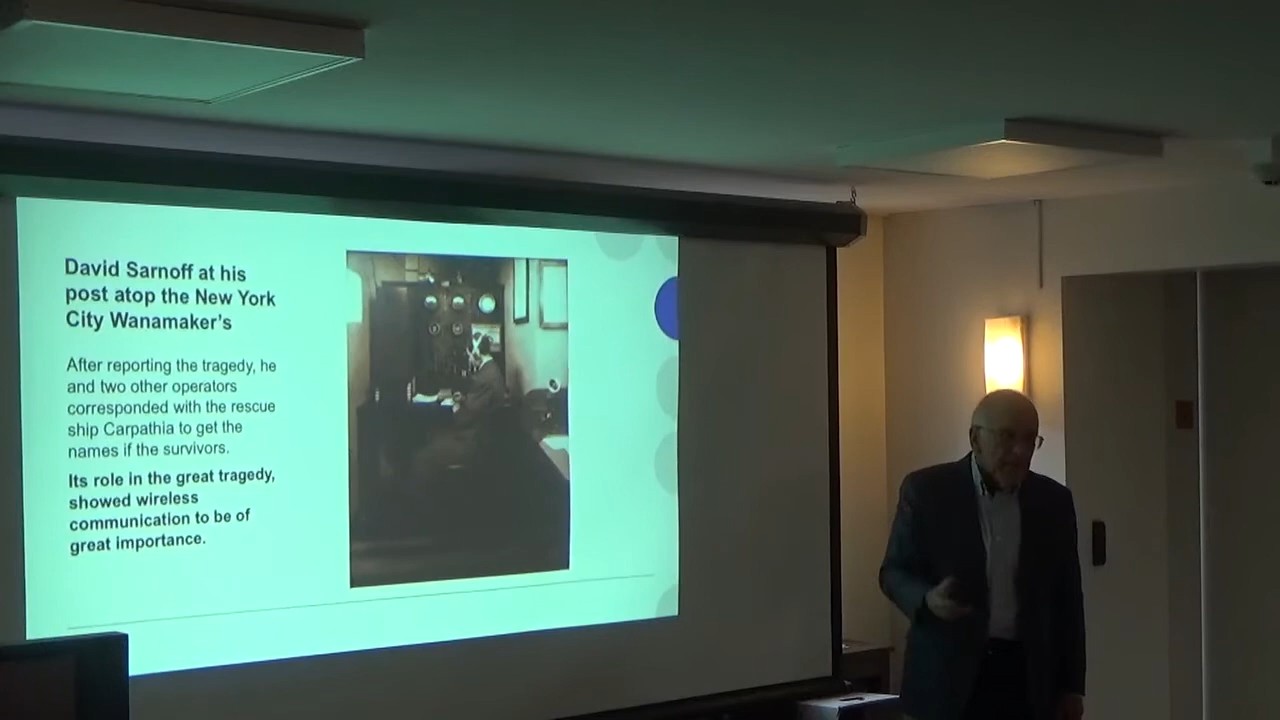 David Sarnoff at his
post atop the New York
City Wanamaker's
After reporting the tragedy, he
and two other operators
corresponded with the rescue
ship Carpathia to get the
names if the survivors.
Its role in the great tragedy,
showed wireless
communication to be of
great importance.